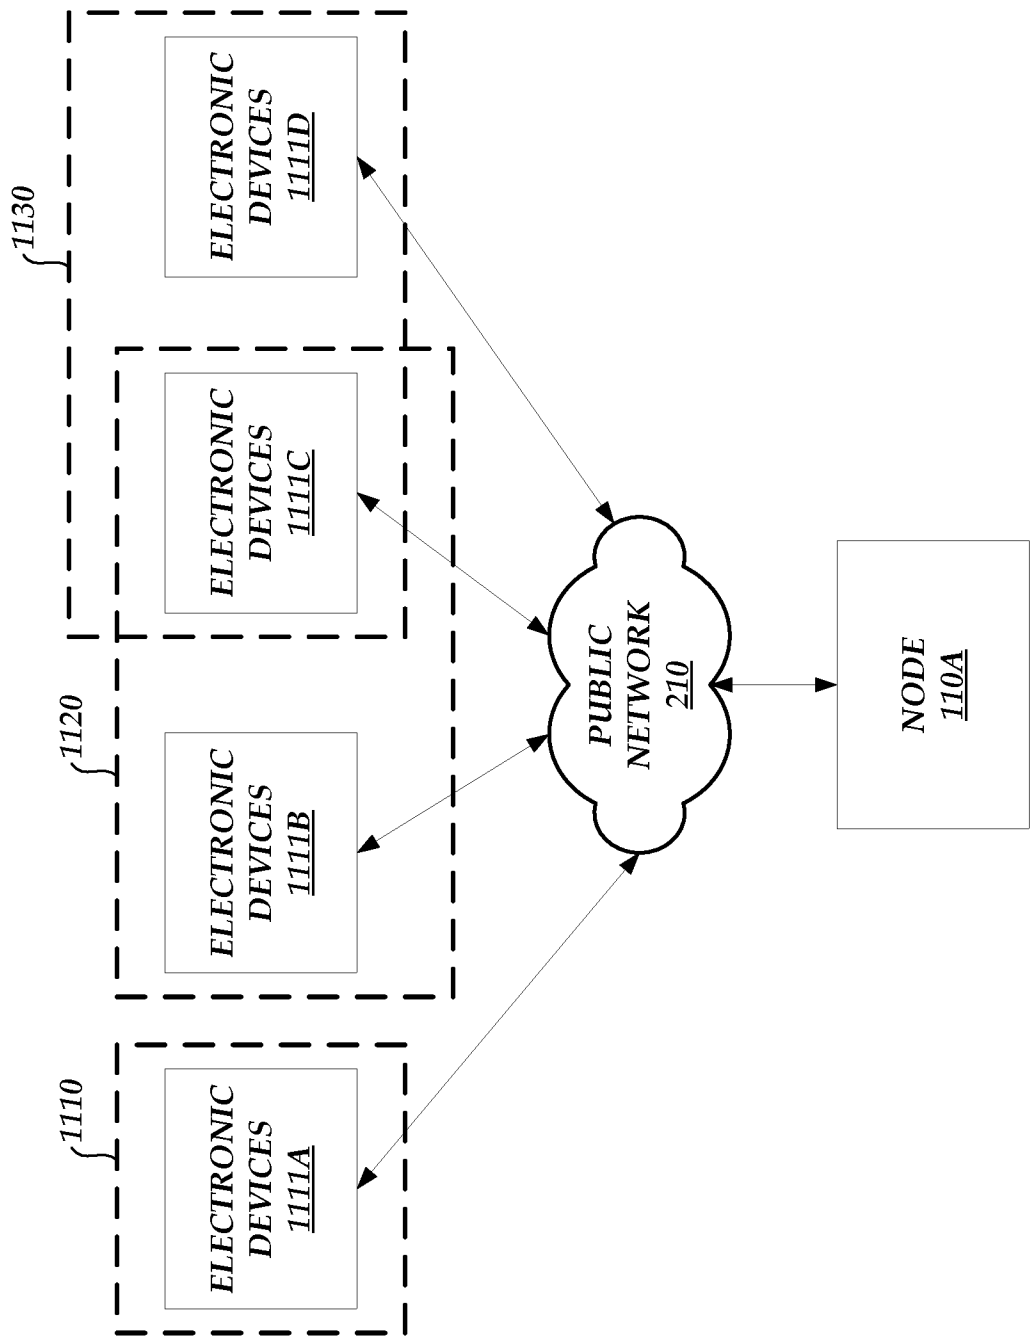 1110
1120
1130
ELECTRONIC
DEVICES
1111A
ELECTRONIC
DEVICES
1111B
ELECTRONIC
DEVICES
1111C
ELECTRONIC
DEVICES
1111D
PUBLIC
NETWORK
210
NODE
110A